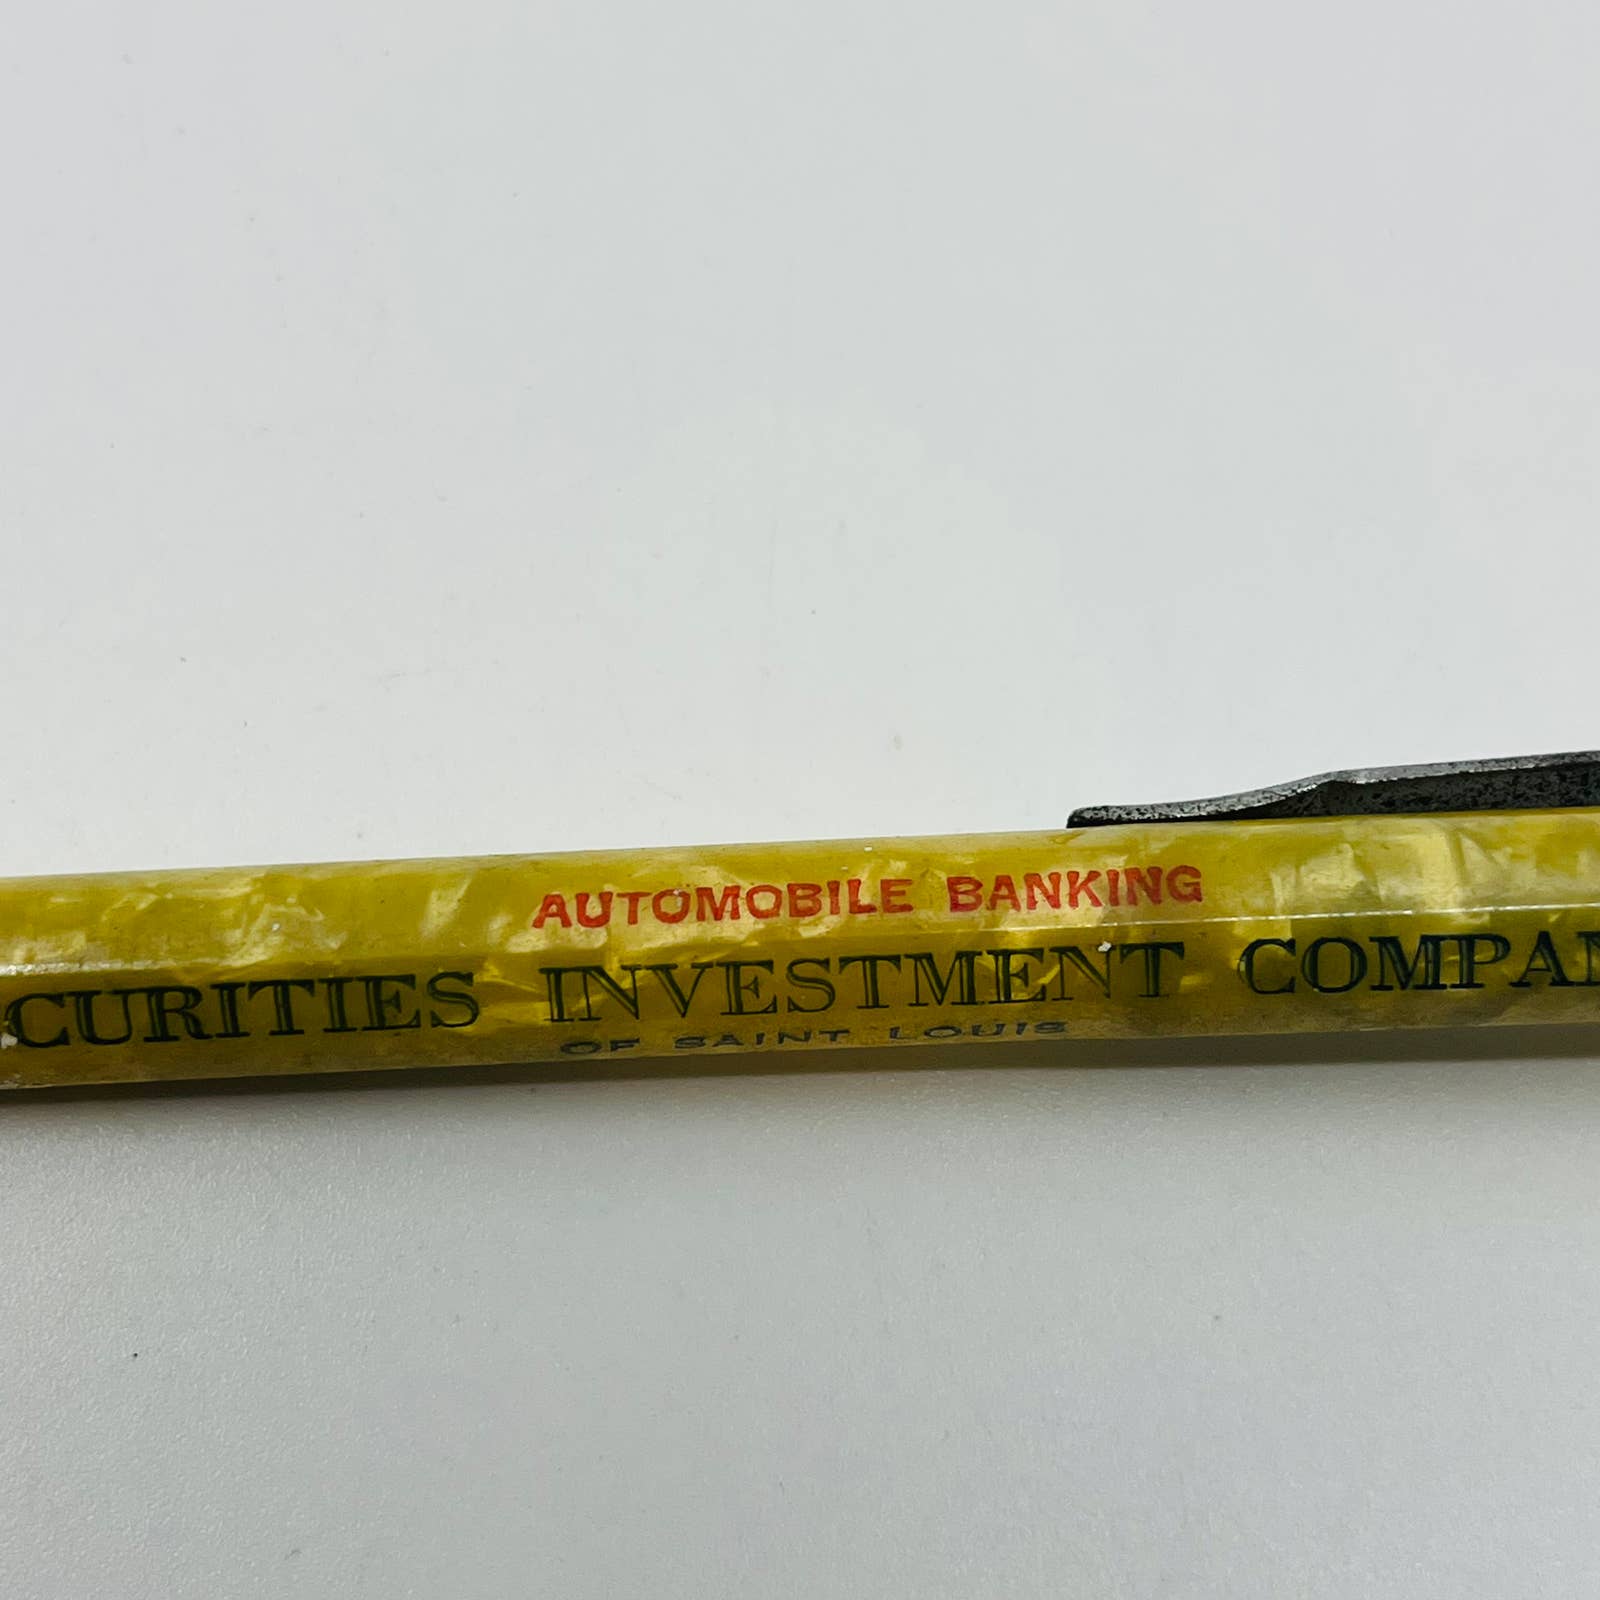 AUTOMOBILE BANKING
CURITIES INVESTMENT COMPAN
OF SAINT LOUIS